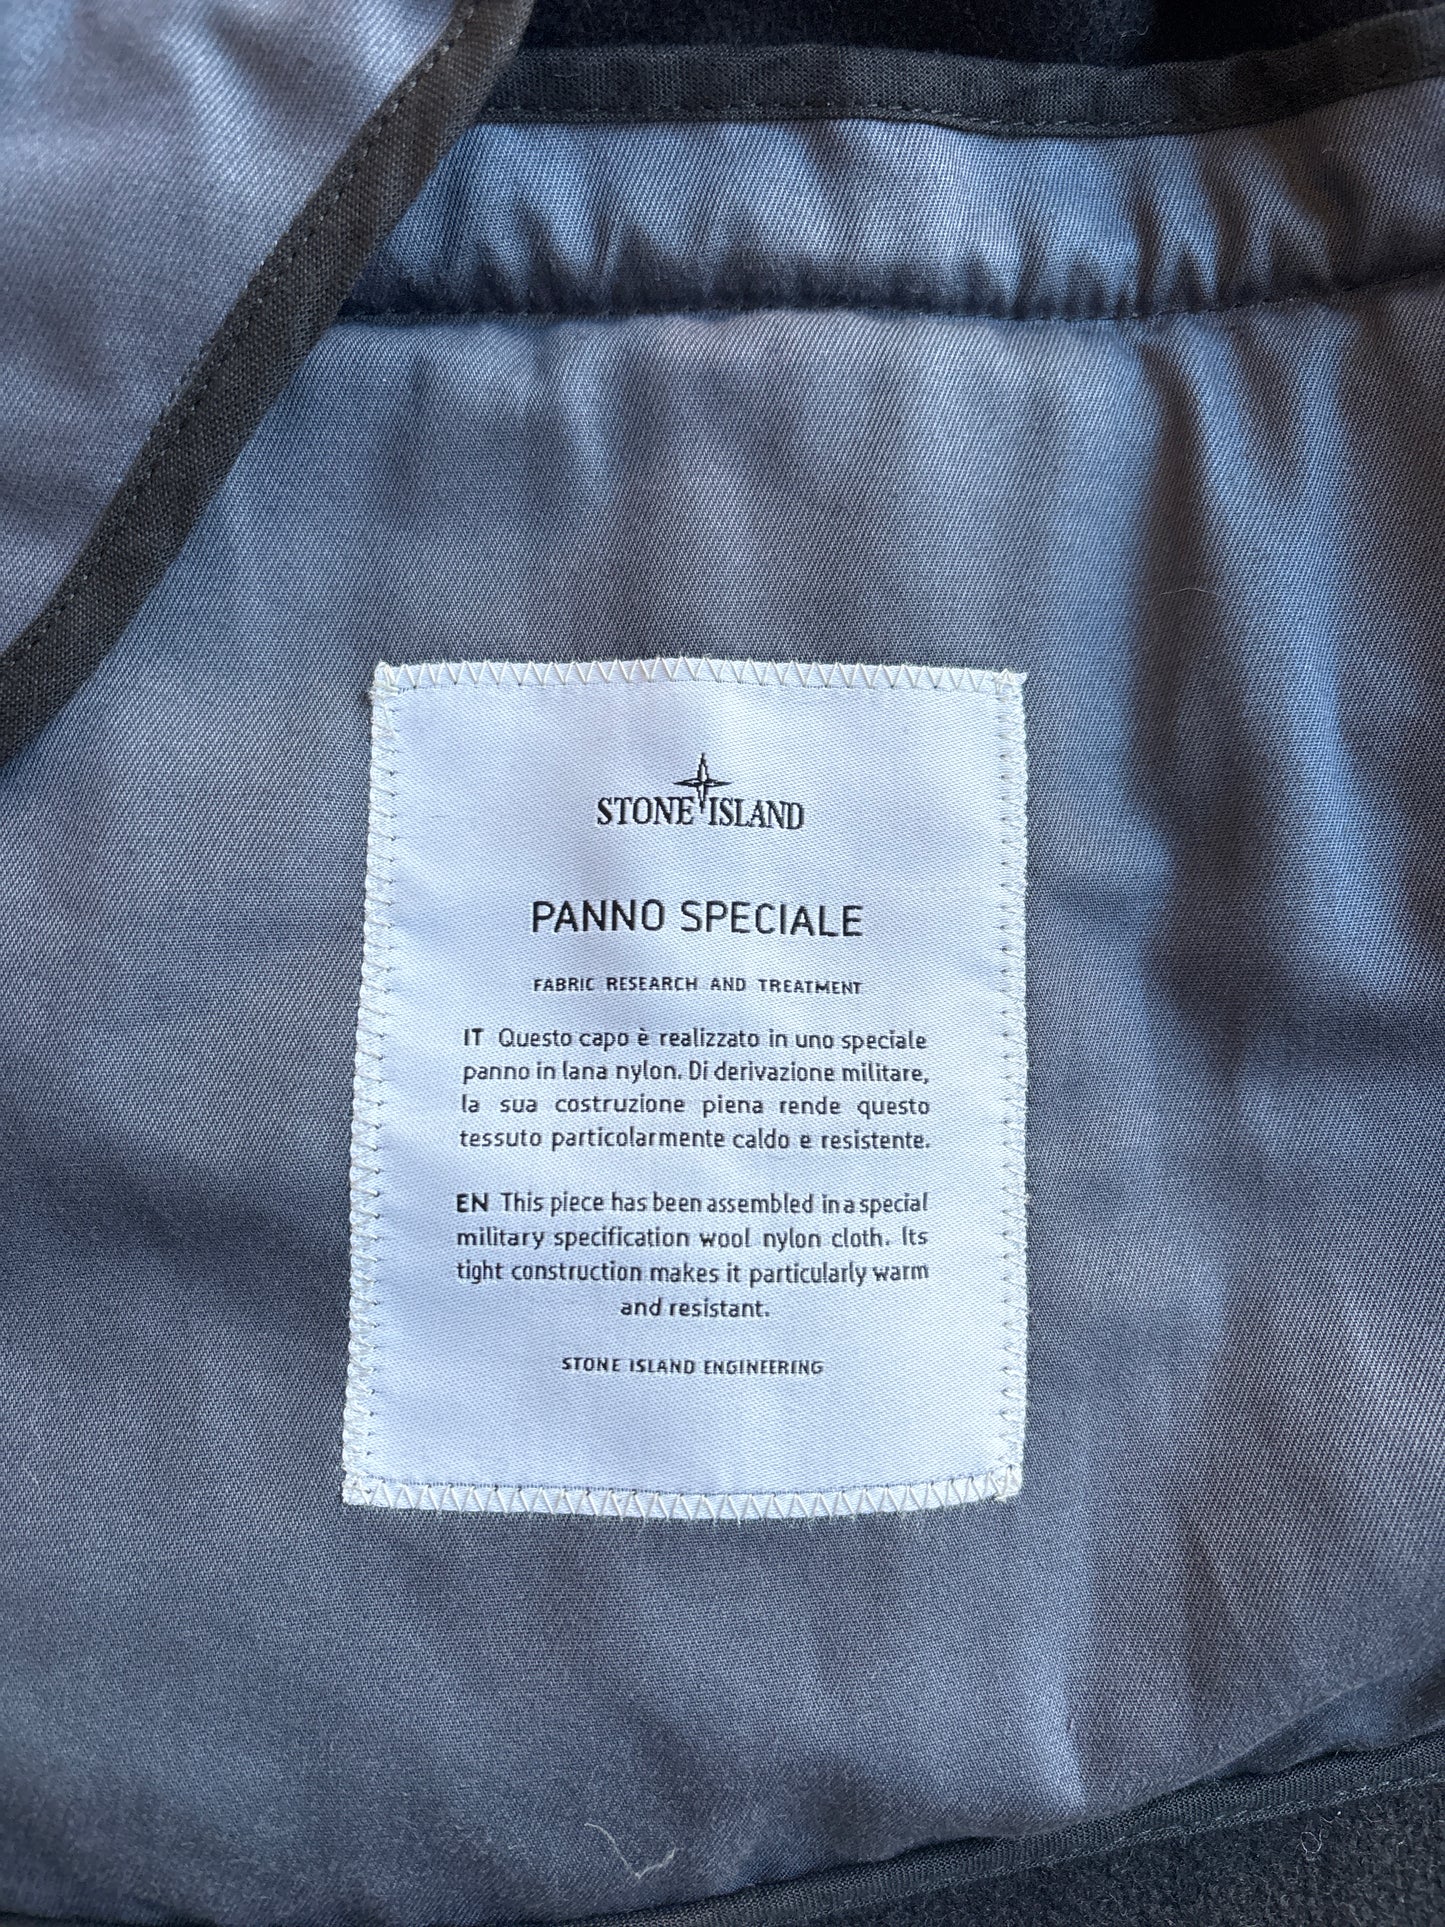 STONE ISLAND
PANNO SPECIALE
FABRIC RESEARCH AND TREATMENT
IT Questo capo è realizzato in uno speciale
panno in lana nylon. Di derivazione militare,
la sua costruzione piena rende questo
tessuto particolarmente caldo e resistente.
EN This piece has been assembled in a special
military specification wool nylon cloth. Its
tight construction makes it particularly warm
and resistant.
STONE ISLAND ENGINEERING